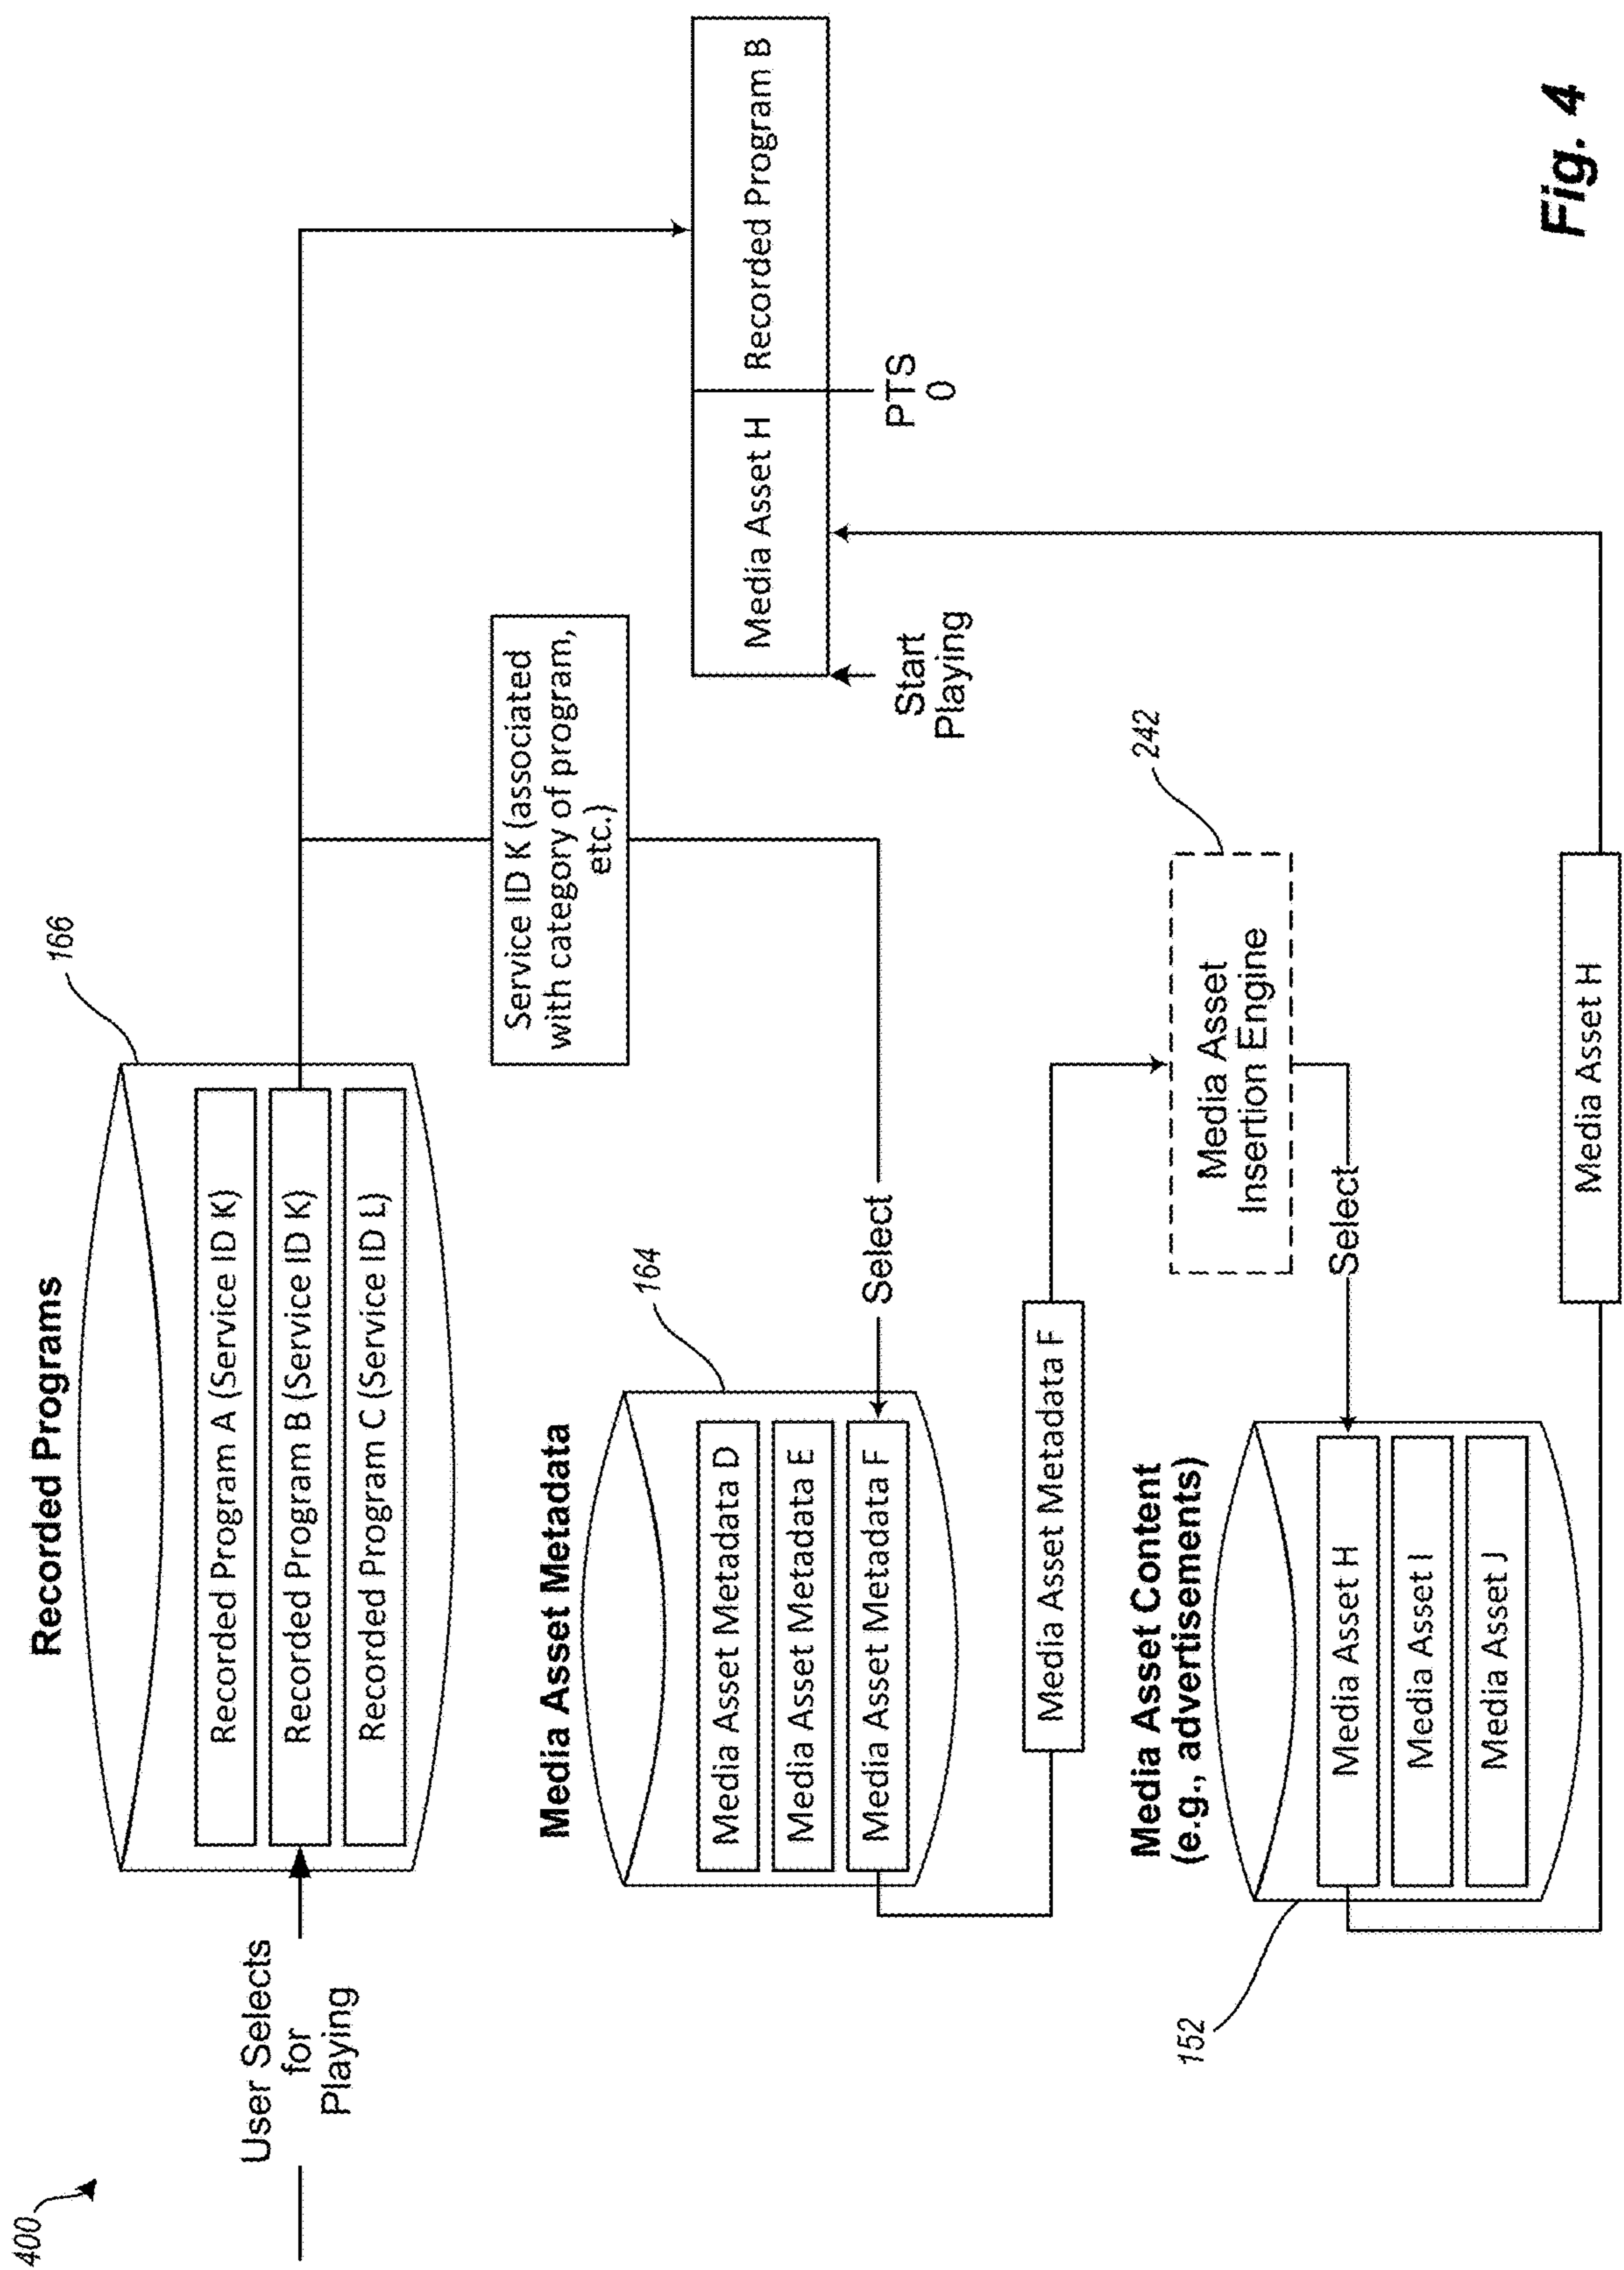 400
User Selects
for
Playing
Recorded Programs
166
Recorded Program A (Service ID K)
Recorded Program B (Service ID K)
Recorded Program C (Service ID L)
Service ID K (associated
with category of program,
etc.)
Media Asset H
Recorded Program B
Start
Playing
PTS
0
Media Asset Metadata
164
Media Asset Metadata D
Media Asset Metadata E
Media Asset Metadata F
Select
Media Asset Metadata F
242
Media Asset
Insertion Engine
Select
Media Asset Content
(e.g., advertisements)
152
Media Asset H
Media Asset I
Media Asset J
Media Asset H
Fig. 4